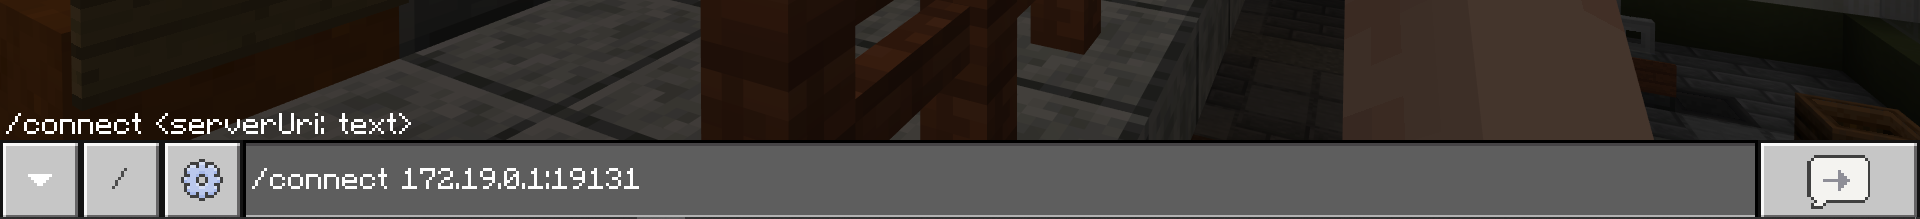 /connect <serverUri: text>
/
/connect 172.19.0.1:19131